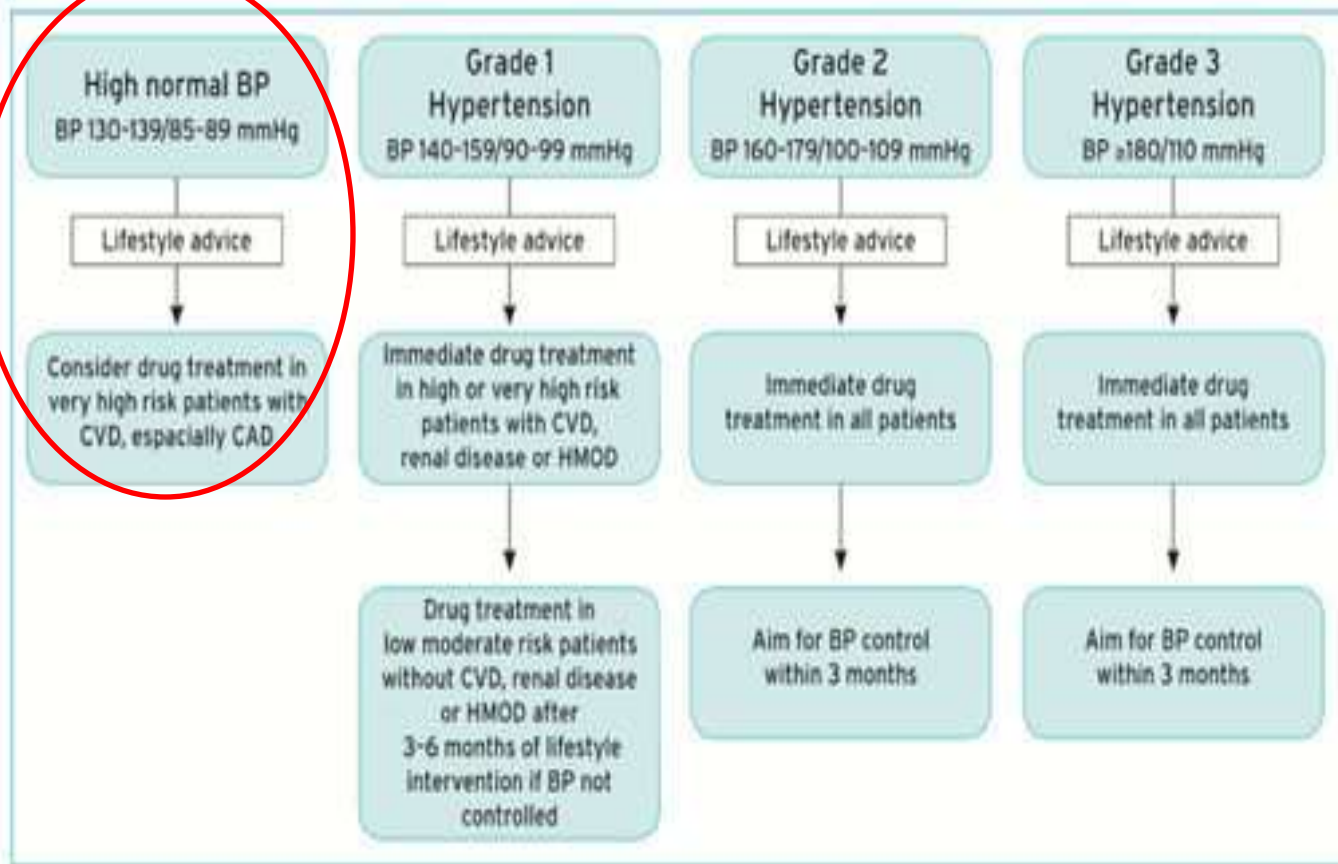 High normal BP
BP 130-139/85-89 mmHg
Lifestyle advice
Consider drug treatment in
very high risk patients with
CVD, espacially CAD
Grade 1
Hypertension
BP 140-159/90-99 mmHg
Lifestyle advice
Immediate drug treatment
in high or very high risk
patients with CVD,
renal disease or HMOD
Drug treatment in
low moderate risk patients
without CVD, renal disease
or HMOD after
3-6 months of lifestyle
intervention if BP not
controlled
Grade 2
Hypertension
BP 160-179/100-109 mmHg
Lifestyle advice
Immediate drug
treatment in all patients
Aim for BP control
within 3 months
Grade 3
Hypertension
BP ≥180/110 mmHg
Lifestyle advice
Immediate drug
treatment in all patients
Aim for BP control
within 3 months